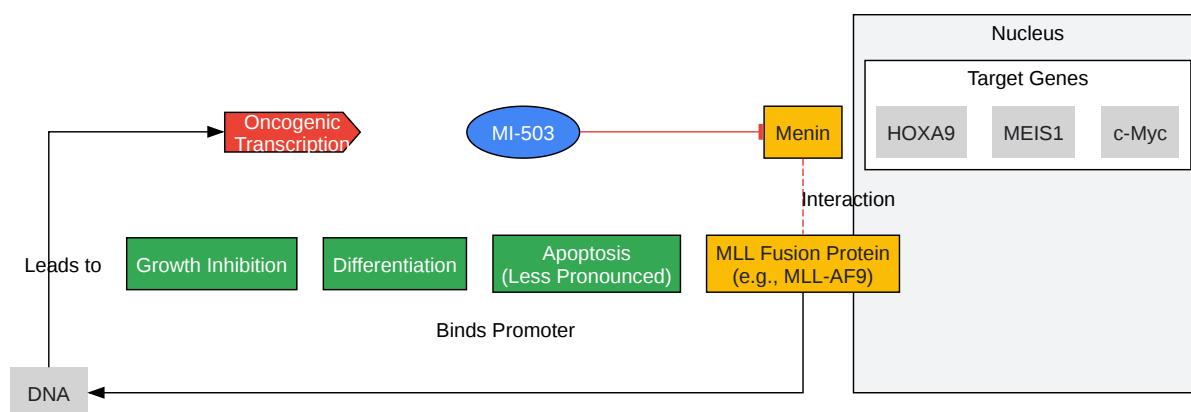 Nucleus
Target Genes
Oncogenic
Transcription
MI-503
Menin
HOXA9
MEIS1
c-Myc
Interaction
Leads to
Growth Inhibition
Differentiation
Apoptosis
(Less Pronounced)
MLL Fusion Protein
(e.g., MLL-AF9)
Binds Promoter
DNA